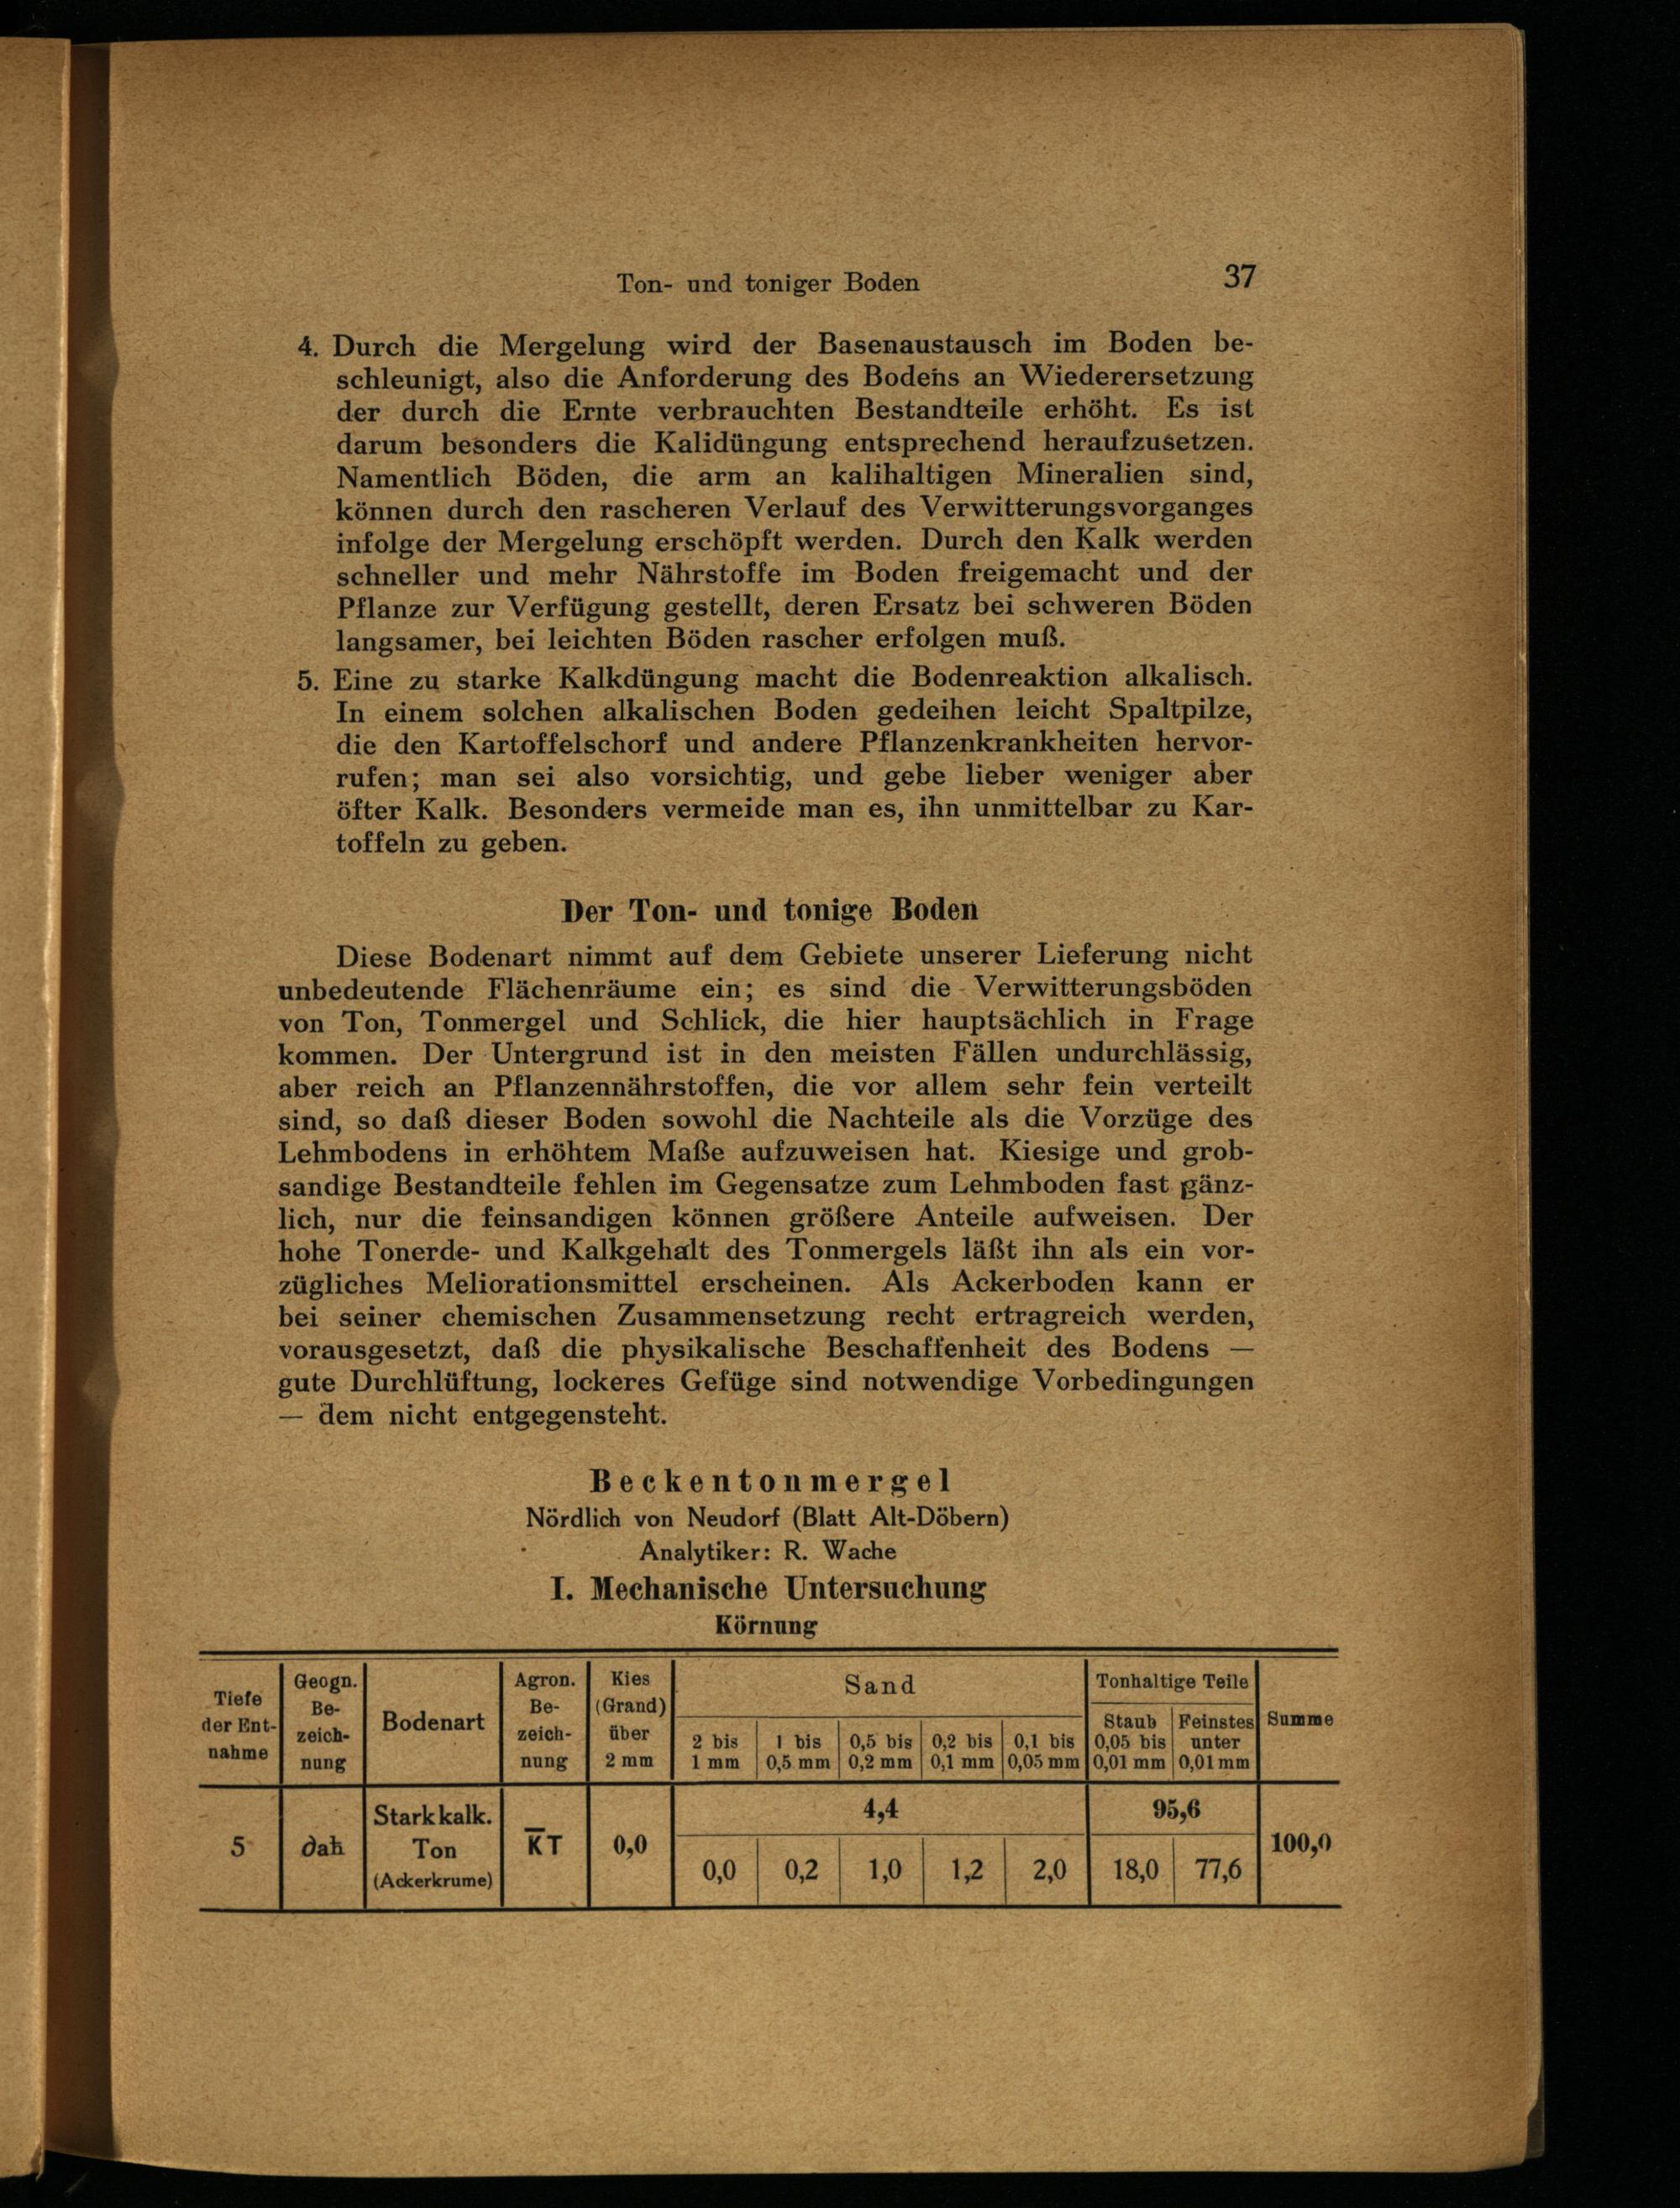 Ton- und toniger Boden 37
4. Durch die Mergelung wird der Basenaustausch im Boden be-
schleunigt, also die Anforderung des Bodens an Wiederersetzung
der durch die Ernte verbrauchten Bestandteile erhöht. Es ist
darum besonders die Kalidüngung entsprechend heraufzusetzen.
Namentlich Böden, die arm an kalihaltigen Mineralien sind,
können durch den rascheren Verlauf des Verwitterungsvorganges
infolge der Mergelung erschöpft werden. Durch den Kalk werden
schneller und mehr Nährstoffe im Boden freigemacht und der
Pflanze zur Verfügung gestellt, deren Ersatz bei schweren Böden
langsamer, bei leichten Böden rascher erfolgen muß.
5. Eine zu starke Kalkdüngung macht die Bodenreaktion alkalisch.
In einem solchen alkalischen Boden gedeihen leicht Spaltpilze,
die den Kartoffelschorf und andere Pflanzenkrankheiten hervor-
rufen; man sei also vorsichtig, und gebe lieber weniger aber
öfter Kalk. Besonders vermeide man es, ihn unmittelbar zu Kar-
toffeln zu geben.
Der Ton- und tonige Boden
Diese Bodenart nimmt auf dem Gebiete unserer Lieferung nicht
unbedeutende Flächenräume ein; es sind die Verwitterungsböden
von Ton, Tonmergel und Schlick, die hier hauptsächlich in Frage
kommen. Der Untergrund ist in den meisten Fällen undurchlässig,
aber reich an Pflanzennährstoffen, die vor allem sehr fein verteilt
sind, so daß dieser Boden sowohl die Nachteile als die Vorzüge des
Lehmbodens in erhöhtem Maße aufzuweisen hat. Kiesige und grob-
sandige Bestandteile fehlen im Gegensatze zum Lehmboden fast gänz-
lich, nur die feinsandigen können größere Anteile aufweisen. Der
hohe Tonerde- und Kalkgehalt des Tonmergels läßt ihn als ein vor-
zügliches Meliorationsmittel erscheinen. Als Ackerboden kann er
bei seiner chemischen Zusammensetzung recht ertragreich werden,
vorausgesetzt, daß die physikalische Beschaffenheit des Bodens —
gute Durchlüftung, lockeres Gefüge sind notwendige Vorbedingungen
— dem nicht entgegensteht.
Beckentonmergel
Nördlich von Neudorf (Blatt Alt-Döbern)
Analytiker: R. Wache
I. Mechanische Untersuchung
Körnung
Tiefe
der Ent-
nahme
Geogn.
Be-
zeich-
nung
Bodenart
Agron.
Be-
zeich-
nung
Kies
(Grand)
über
2 mm
Sand
2 bis
1 mm
1 bis
0,5 mm
0,5 bis
0,2 mm
0,2 bis
0,1 mm
0,1 bis
0,05 mm
Tonhaltige Teile
Staub
0,05 bis
0,01 mm
Feinstes
unter
0,01 mm
Summe
5
∂ah
Stark kalk.
Ton
(Ackerkrume)
K̅T
0,0
4,4
0,0 0,2 1,0 1,2 2,0
95,6
18,0 77,6
100,0